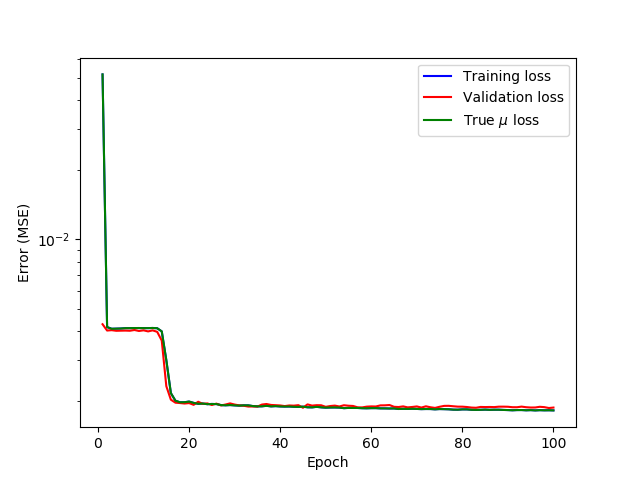 Training loss
Validation loss
True μ loss
Error (MSE)
10⁻²
0 20 40 60 80 100
Epoch